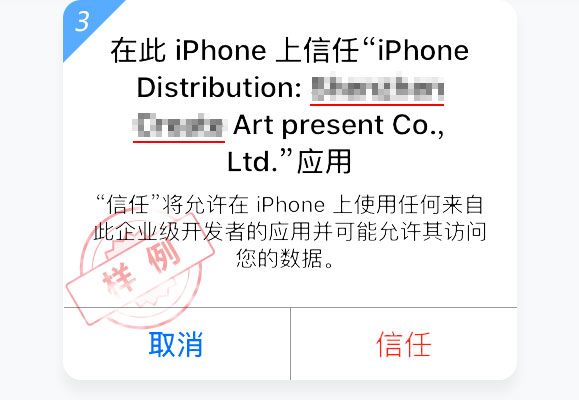 3
在此 iPhone 上信任“iPhone
Distribution:
Art present Co.,
Ltd.”应用
“信任”将允许在 iPhone 上使用任何来自
此企业级开发者的应用并可能允许其访问
您的数据。
样例
取消
信任